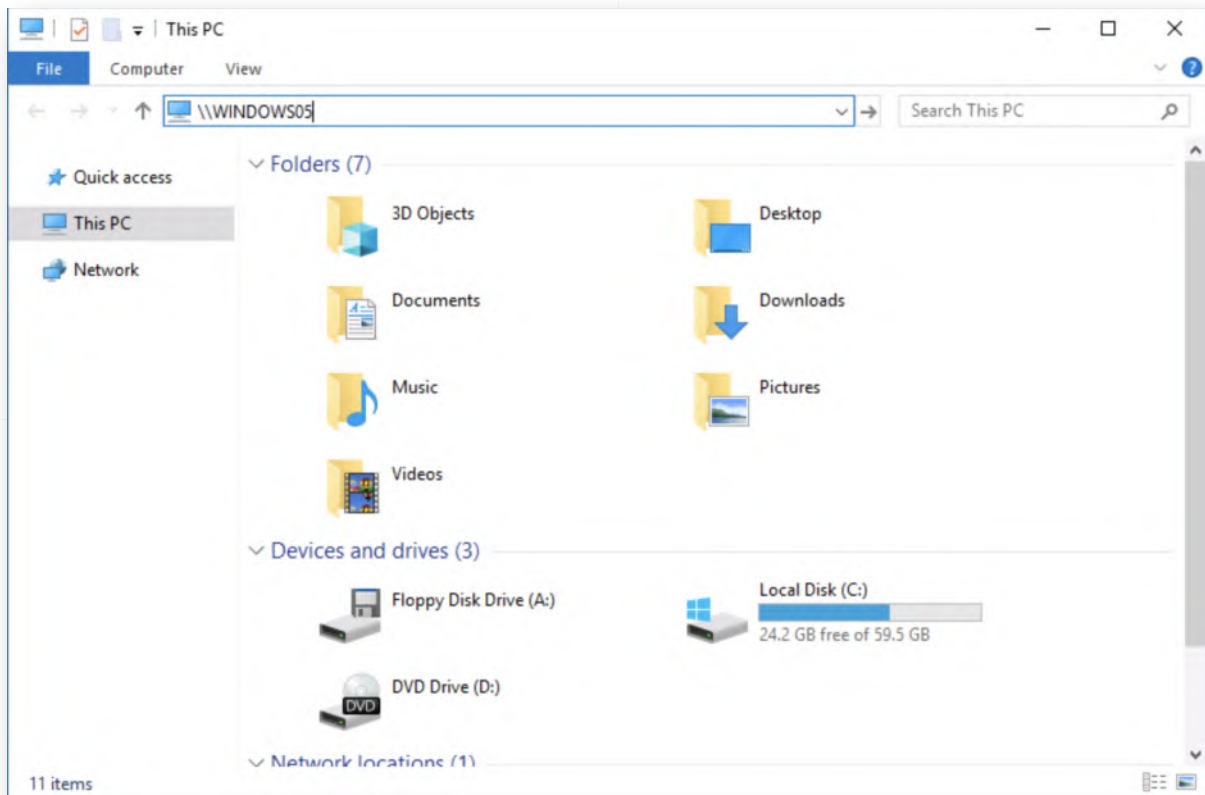 This PC
File Computer View
\\WINDOWS05
Search This PC
Quick access
This PC
Network
Folders (7)
3D Objects
Desktop
Documents
Downloads
Music
Pictures
Videos
Devices and drives (3)
Floppy Disk Drive (A:)
Local Disk (C:)
24.2 GB free of 59.5 GB
DVD Drive (D:)
DVD
Network locations (1)
11 items